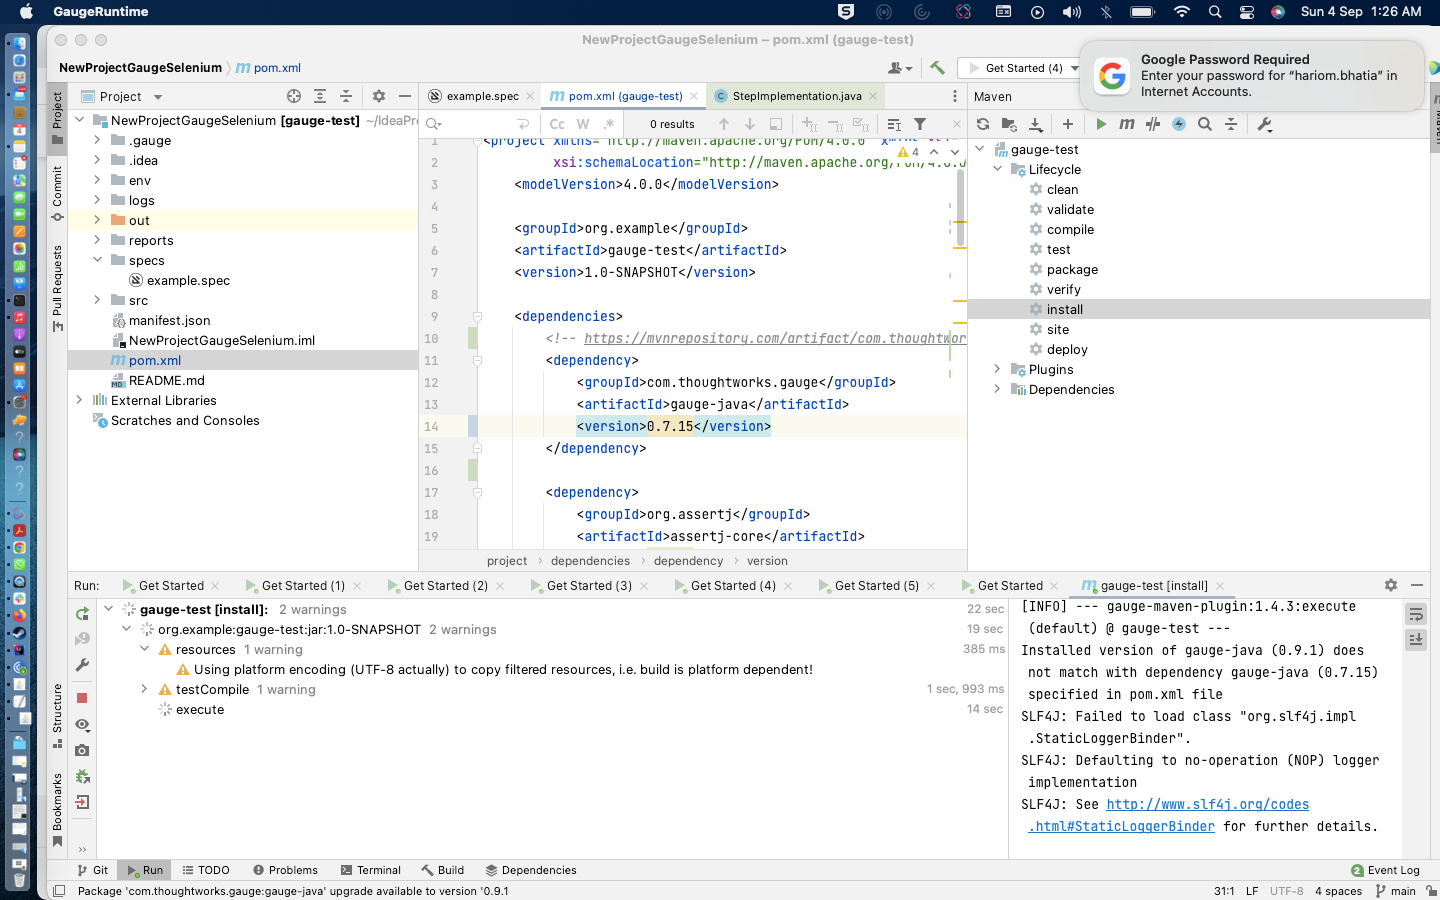 GaugeRuntime
Sun 4 Sep 1:26 AM
NewProjectGaugeSelenium – pom.xml (gauge-test)
NewProjectGaugeSelenium
pom.xml
Get Started (4)
Google Password Required
Enter your password for “hariom.bhatia” in
Internet Accounts.
Project
example.spec
pom.xml (gauge-test)
StepImplementation.java
Maven
Project
Commit
Pull Requests
Structure
Bookmarks
NewProjectGaugeSelenium [gauge-test] ~/IdeaPro
.gauge
.idea
env
logs
out
reports
specs
example.spec
src
manifest.json
NewProjectGaugeSelenium.iml
pom.xml
README.md
External Libraries
Scratches and Consoles
Cc W .* 0 results
4
2 xsi:schemaLocation="http://maven.apache.org/POM/4.0.0
3 <modelVersion>4.0.0</modelVersion>
4
5 <groupId>org.example</groupId>
6 <artifactId>gauge-test</artifactId>
7 <version>1.0-SNAPSHOT</version>
8
9 <dependencies>
10 <!-- https://mvnrepository.com/artifact/com.thoughtwor
11 <dependency>
12 <groupId>com.thoughtworks.gauge</groupId>
13 <artifactId>gauge-java</artifactId>
14 <version>0.7.15</version>
15 </dependency>
16
17 <dependency>
18 <groupId>org.assertj</groupId>
19 <artifactId>assertj-core</artifactId>
project › dependencies › dependency › version
gauge-test
Lifecycle
clean
validate
compile
test
package
verify
install
site
deploy
Plugins
Dependencies
Run:
Get Started
Get Started (1)
Get Started (2)
Get Started (3)
Get Started (4)
Get Started (5)
Get Started
gauge-test [install]
gauge-test [install]: 2 warnings 22 sec
org.example:gauge-test:jar:1.0-SNAPSHOT 2 warnings 19 sec
resources 1 warning 385 ms
Using platform encoding (UTF-8 actually) to copy filtered resources, i.e. build is platform dependent!
testCompile 1 warning 1 sec, 993 ms
execute 14 sec
[INFO] --- gauge-maven-plugin:1.4.3:execute
(default) @ gauge-test ---
Installed version of gauge-java (0.9.1) does
not match with dependency gauge-java (0.7.15)
specified in pom.xml file
SLF4J: Failed to load class "org.slf4j.impl
.StaticLoggerBinder".
SLF4J: Defaulting to no-operation (NOP) logger
implementation
SLF4J: See http://www.slf4j.org/codes
.html#StaticLoggerBinder for further details.
Git
Run
TODO
Problems
Terminal
Build
Dependencies
2 Event Log
Package 'com.thoughtworks.gauge:gauge-java' upgrade available to version '0.9.1
31:1 LF UTF-8 4 spaces main